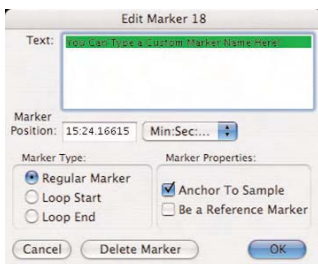 Edit Marker 18
Text: You Can Type a Custom Marker Name Here!
Marker
Position: 15:24.16615 Min:Sec:...
Marker Type: Marker Properties:
Regular Marker
Anchor To Sample
Loop Start
Be a Reference Marker
Loop End
Cancel Delete Marker OK